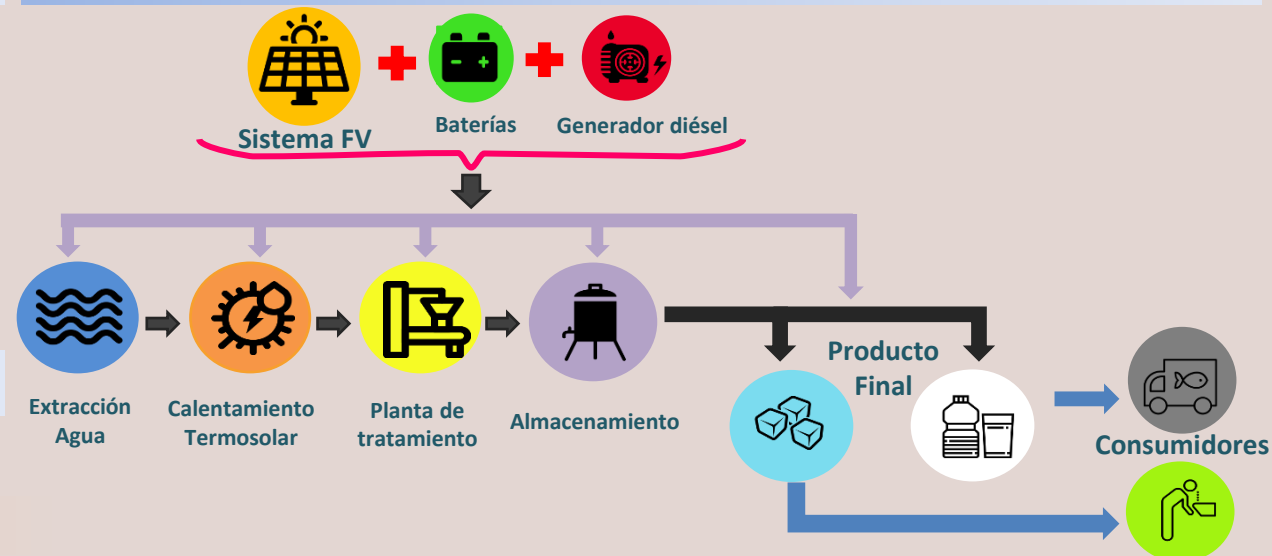 Sistema FV
Baterías
Generador diésel
Extracción
Agua
Calentamiento
Termosolar
Planta de
tratamiento
Almacenamiento
Producto
Final
Consumidores